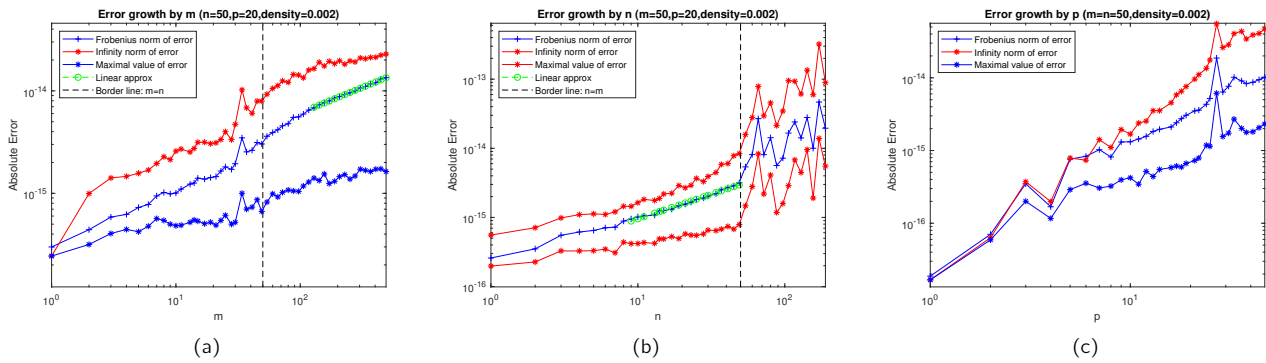 Error growth by m (n=50,p=20,density=0.002)
Frobenius norm of error
Infinity norm of error
Maximal value of error
Linear approx
Border line: m=n
Absolute Error
10^-14
10^-15
10^0
10^1
10^2
m
(a)
Error growth by n (m=50,p=20,density=0.002)
Frobenius norm of error
Infinity norm of error
Maximal value of error
Linear approx
Border line: n=m
Absolute Error
10^-13
10^-14
10^-15
10^-16
10^0
10^1
10^2
n
(b)
Error growth by p (m=n=50,density=0.002)
Frobenius norm of error
Infinity norm of error
Maximal value of error
Absolute Error
10^-14
10^-15
10^-16
10^0
10^1
p
(c)